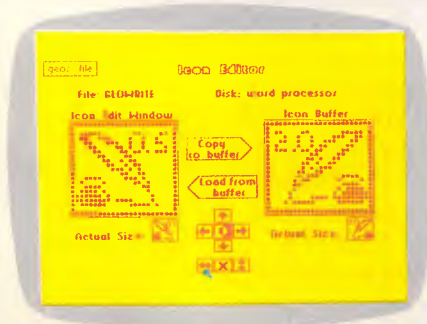 geos file
Icon Editor
File: GEOWRITE
Disk: word processor
Icon Edit Window
Icon Buffer
Copy
to buffer
Load from
buffer
Actual Size
Actual Size